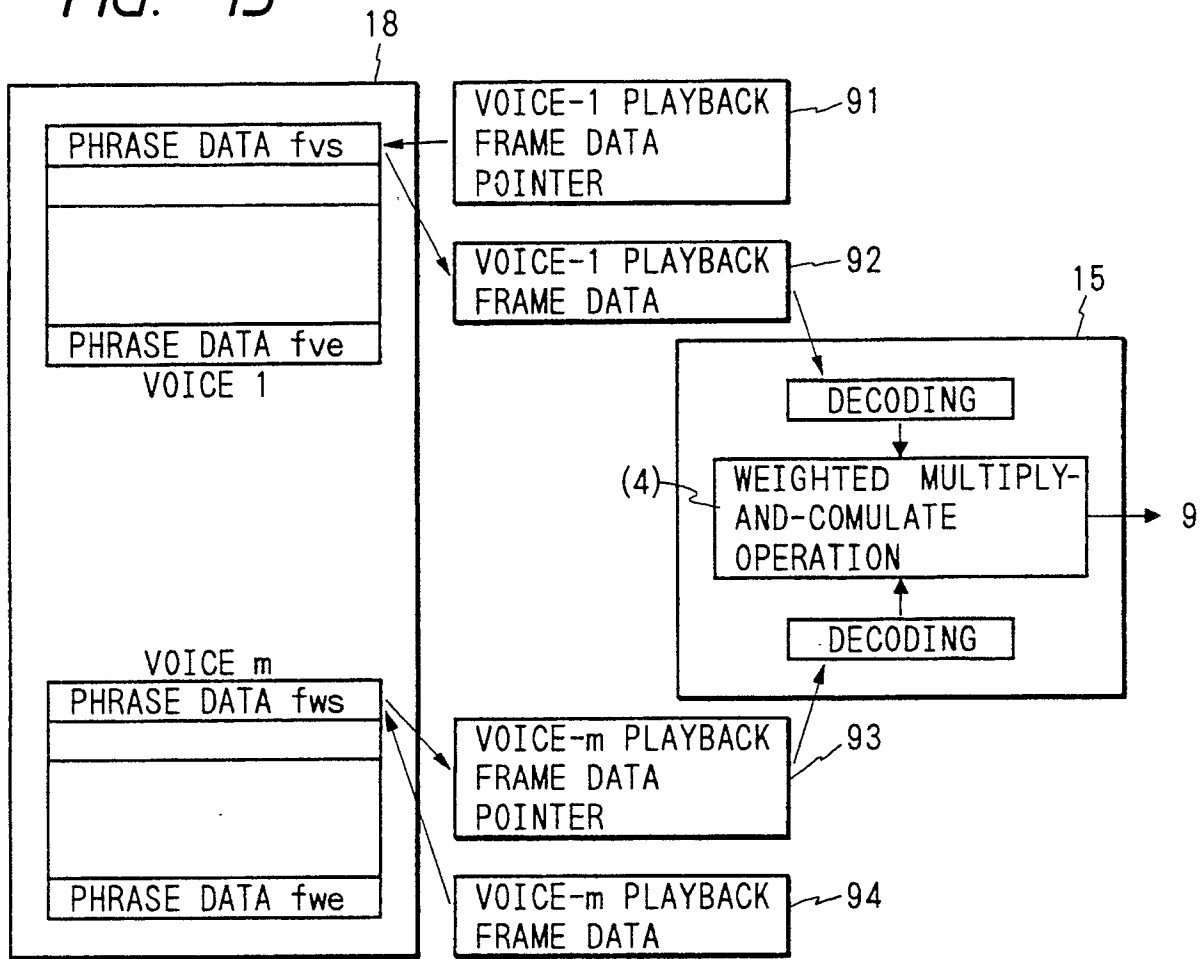 FIG. 13
18
PHRASE DATA fvs
PHRASE DATA fve
VOICE 1
VOICE m
PHRASE DATA fws
PHRASE DATA fwe
VOICE-1 PLAYBACK
FRAME DATA
POINTER
91
VOICE-1 PLAYBACK
FRAME DATA
92
15
DECODING
(4)
WEIGHTED MULTIPLY-
AND-COMULATE
OPERATION
9
DECODING
VOICE-m PLAYBACK
FRAME DATA
POINTER
93
VOICE-m PLAYBACK
FRAME DATA
94